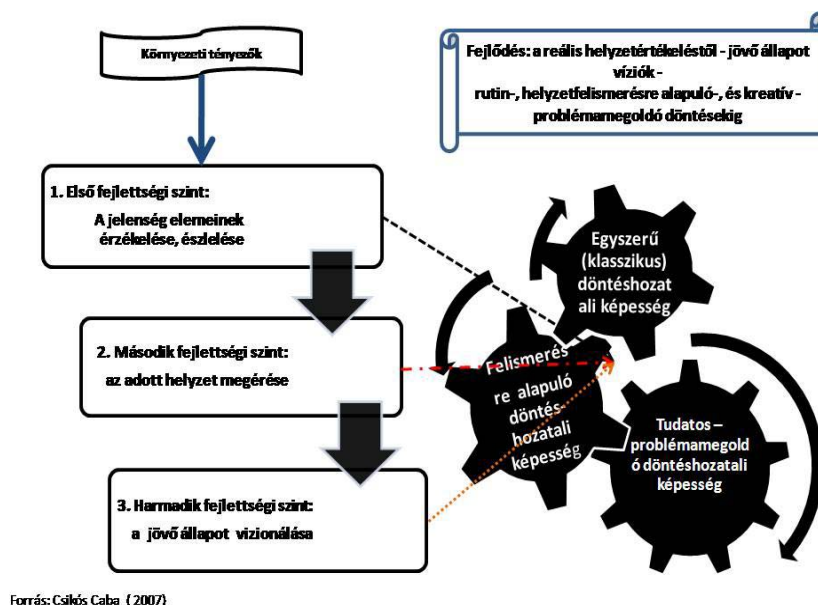 Környezeti tényezők
Fejlődés: a reális helyzetértékeléstől - jövő állapot
víziók -
rutin-, helyzetfelismerésre alapuló-, és kreatív -
problémamegoldó döntésekig
1. Első fejlettségi szint:
A jelenség elemeinek
érzékelése, észlelése
2. Második fejlettségi szint:
az adott helyzet megérése
3. Harmadik fejlettségi szint:
a jövő állapot vizionálása
Egyszerű
(klasszikus)
döntéshozat
ali képesség
Felismerés
re alapuló
döntés-
hozatali
képesség
Tudatos –
problémamegold
ó döntéshozatali
képesség
Forrás: Csikós Caba ( 2007)